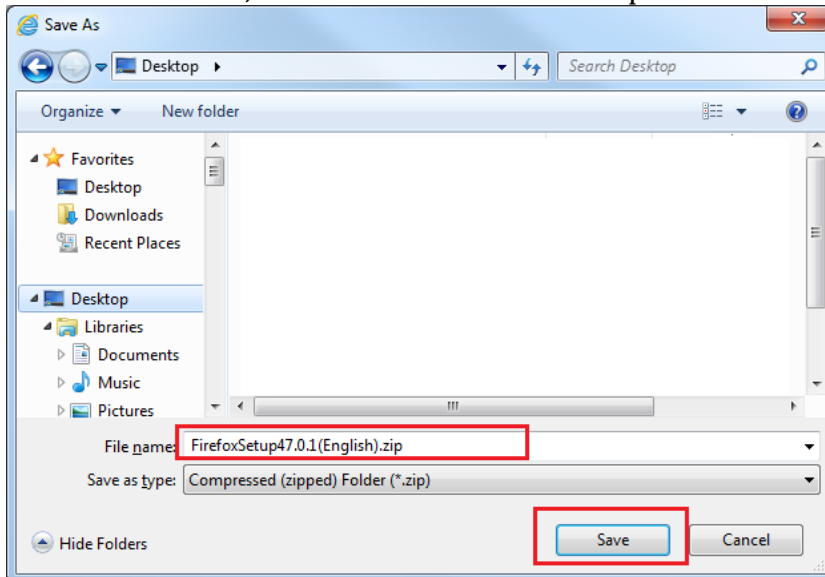 Save As
Desktop
Search Desktop
Organize
New folder
Favorites
Desktop
Downloads
Recent Places
Desktop
Libraries
Documents
Music
Pictures
File name: FirefoxSetup47.0.1(English).zip
Save as type: Compressed (zipped) Folder (*.zip)
Hide Folders
Save
Cancel